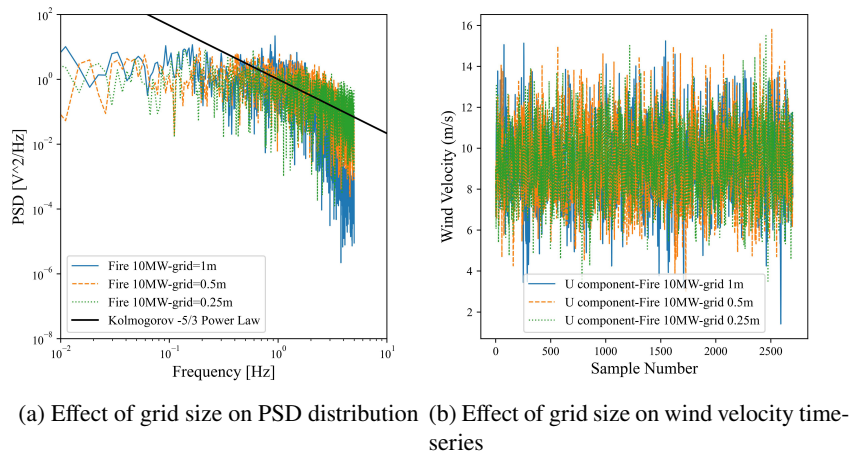 10^2
10^0
10^-2
10^-4
10^-6
10^-8
PSD [V^2/Hz]
Fire 10MW-grid=1m
Fire 10MW-grid=0.5m
Fire 10MW-grid=0.25m
Kolmogorov -5/3 Power Law
10^-2 10^-1 10^0 10^1
Frequency [Hz]
16
14
12
10
8
6
4
2
Wind Velocity (m/s)
U component-Fire 10MW-grid 1m
U component-Fire 10MW-grid 0.5m
U component-Fire 10MW-grid 0.25m
0 500 1000 1500 2000 2500
Sample Number
(a) Effect of grid size on PSD distribution
(b) Effect of grid size on wind velocity time-
series